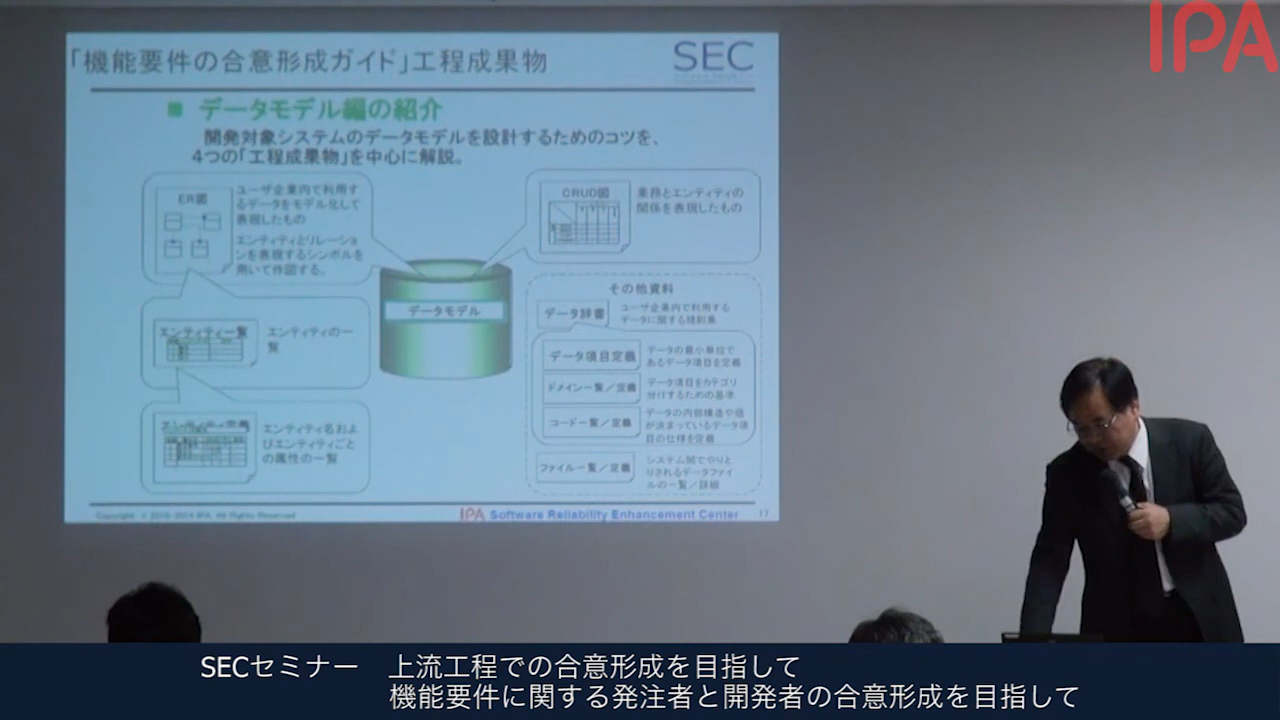 IPA
「機能要件の合意形成ガイド」工程成果物
SEC
■ データモデル編の紹介
開発対象システムのデータモデルを設計するためのコツを、
4つの「工程成果物」を中心に解説。
ER図
ユーザ企業内で利用す
るデータをモデル化して
表現したもの
エンティティとリレーショ
ンを表現するシンボルを
用いて作図する。
CRUD図
業務とエンティティの
関係を表現したもの
データモデル
エンティティ一覧
エンティティの一
覧
エンティティ定義
エンティティ名およ
びエンティティごと
の属性の一覧
その他資料
データ辞書
ユーザ企業内で利用する
データに関する規則集
データ項目定義
データの最小単位で
あるデータ項目を定義
ドメイン一覧／定義
データ項目をカテゴリ
分けするための基準
コード一覧／定義
データの内部構造や値
が決まっているデータ項
目の仕様を定義
ファイル一覧／定義
システム間でやりと
りされるデータファイ
ルの一覧／詳細
Copyright © 2010-2014 IPA, All Rights Reserved
IPA Software Reliability Enhancement Center
17
SECセミナー 上流工程での合意形成を目指して
機能要件に関する発注者と開発者の合意形成を目指して